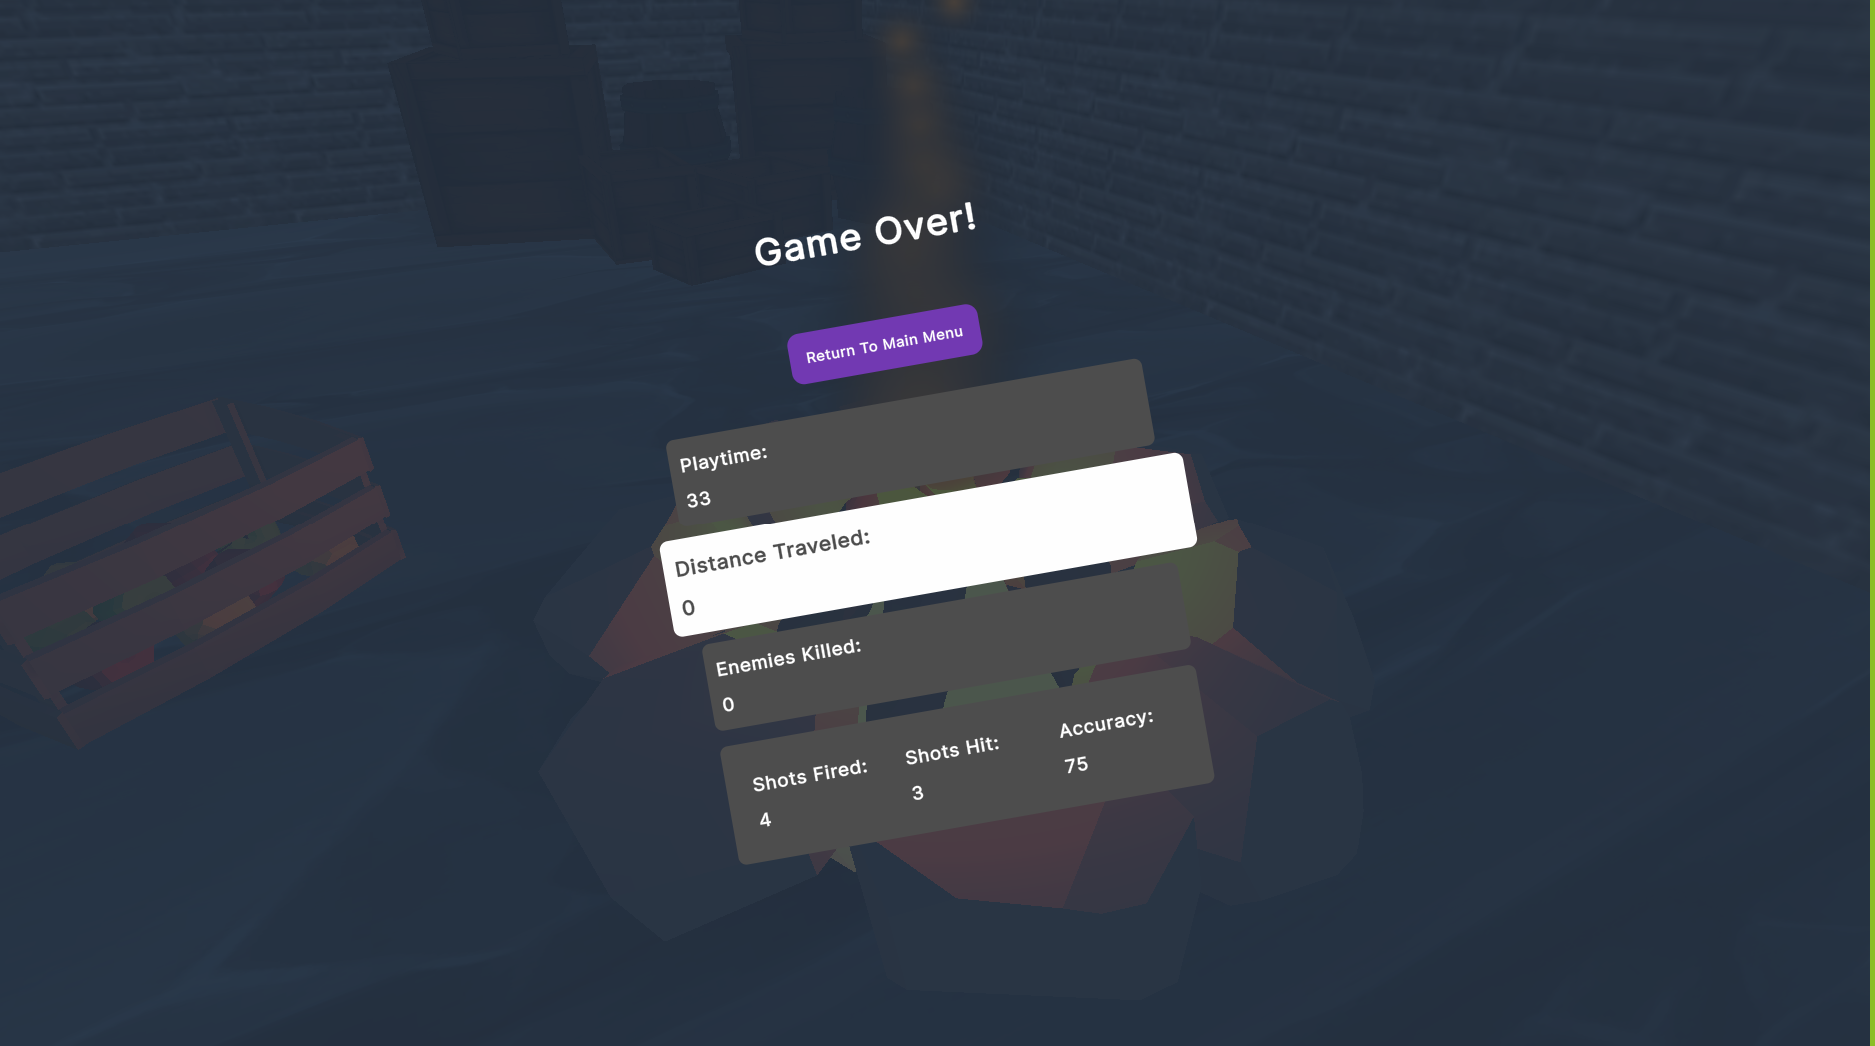 Game Over!
Return To Main Menu
Playtime:
33
Distance Traveled:
0
Enemies Killed:
0
Shots Fired:
4
Shots Hit:
3
Accuracy:
75